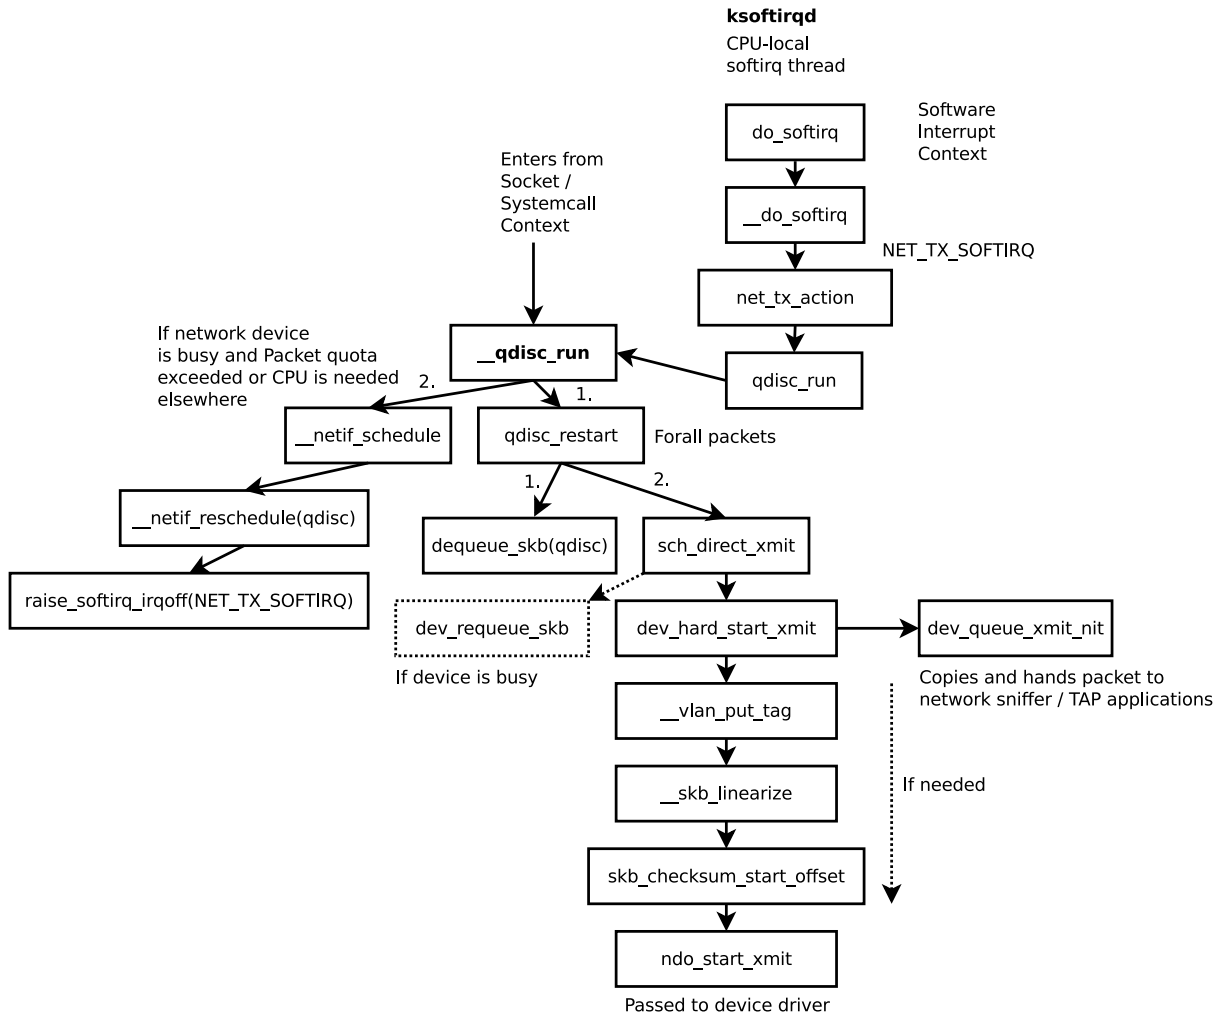 ksoftirqd
CPU-local
softirq thread
do_softirq
Software
Interrupt
Context
Enters from
Socket /
Systemcall
Context
__do_softirq
NET_TX_SOFTIRQ
net_tx_action
If network device
is busy and Packet quota
exceeded or CPU is needed
elsewhere
__qdisc_run
qdisc_run
2.
1.
__netif_schedule
qdisc_restart
Forall packets
1.
2.
__netif_reschedule(qdisc)
dequeue_skb(qdisc)
sch_direct_xmit
raise_softirq_irqoff(NET_TX_SOFTIRQ)
dev_requeue_skb
dev_hard_start_xmit
dev_queue_xmit_nit
If device is busy
Copies and hands packet to
network sniffer / TAP applications
__vlan_put_tag
__skb_linearize
If needed
skb_checksum_start_offset
ndo_start_xmit
Passed to device driver